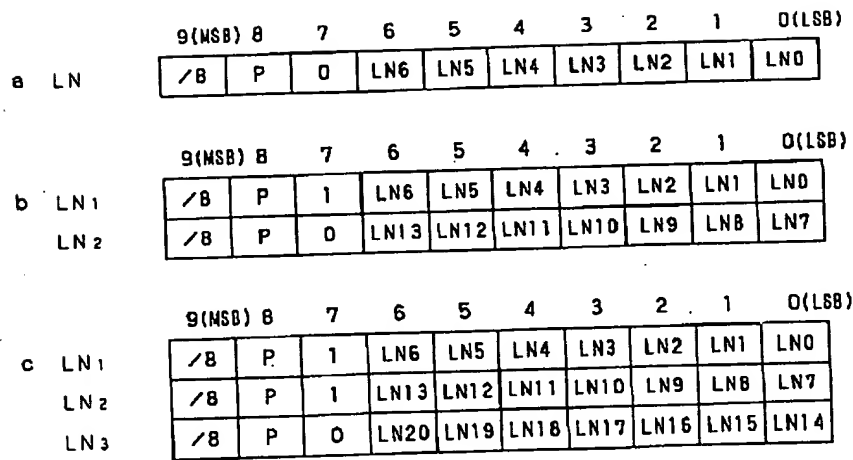 9(MSB) 8 7 6 5 4 3 2 1 0(LSB)
a LN /8 P 0 LN6 LN5 LN4 LN3 LN2 LN1 LN0
9(MSB) 8 7 6 5 4 3 2 1 0(LSB)
b LN1 /8 P 1 LN6 LN5 LN4 LN3 LN2 LN1 LN0
LN2 /8 P 0 LN13 LN12 LN11 LN10 LN9 LN8 LN7
9(MSB) 8 7 6 5 4 3 2 1 0(LSB)
c LN1 /8 P 1 LN6 LN5 LN4 LN3 LN2 LN1 LN0
LN2 /8 P 1 LN13 LN12 LN11 LN10 LN9 LN8 LN7
LN3 /8 P 0 LN20 LN19 LN18 LN17 LN16 LN15 LN14